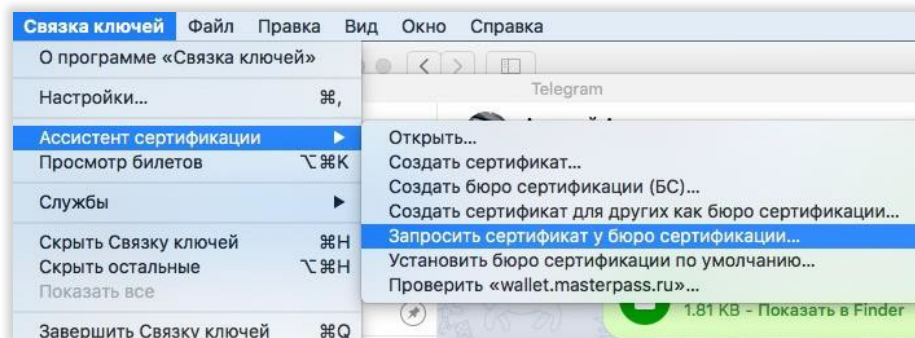 Связка ключей Файл Правка Вид Окно Справка
О программе «Связка ключей»
Настройки... ⌘,
Telegram
Ассистент сертификации ▶
Просмотр билетов ⌥⌘K
Службы ▶
Скрыть Связку ключей ⌘H
Скрыть остальные ⌥⌘H
Показать все
Завершить Связку ключей ⌘Q
Открыть...
Создать сертификат...
Создать бюро сертификации (БС)...
Создать сертификат для других как бюро сертификации...
Запросить сертификат у бюро сертификации...
Установить бюро сертификации по умолчанию...
Проверить «wallet.masterpass.ru»...
1.81 KB - Показать в Finder